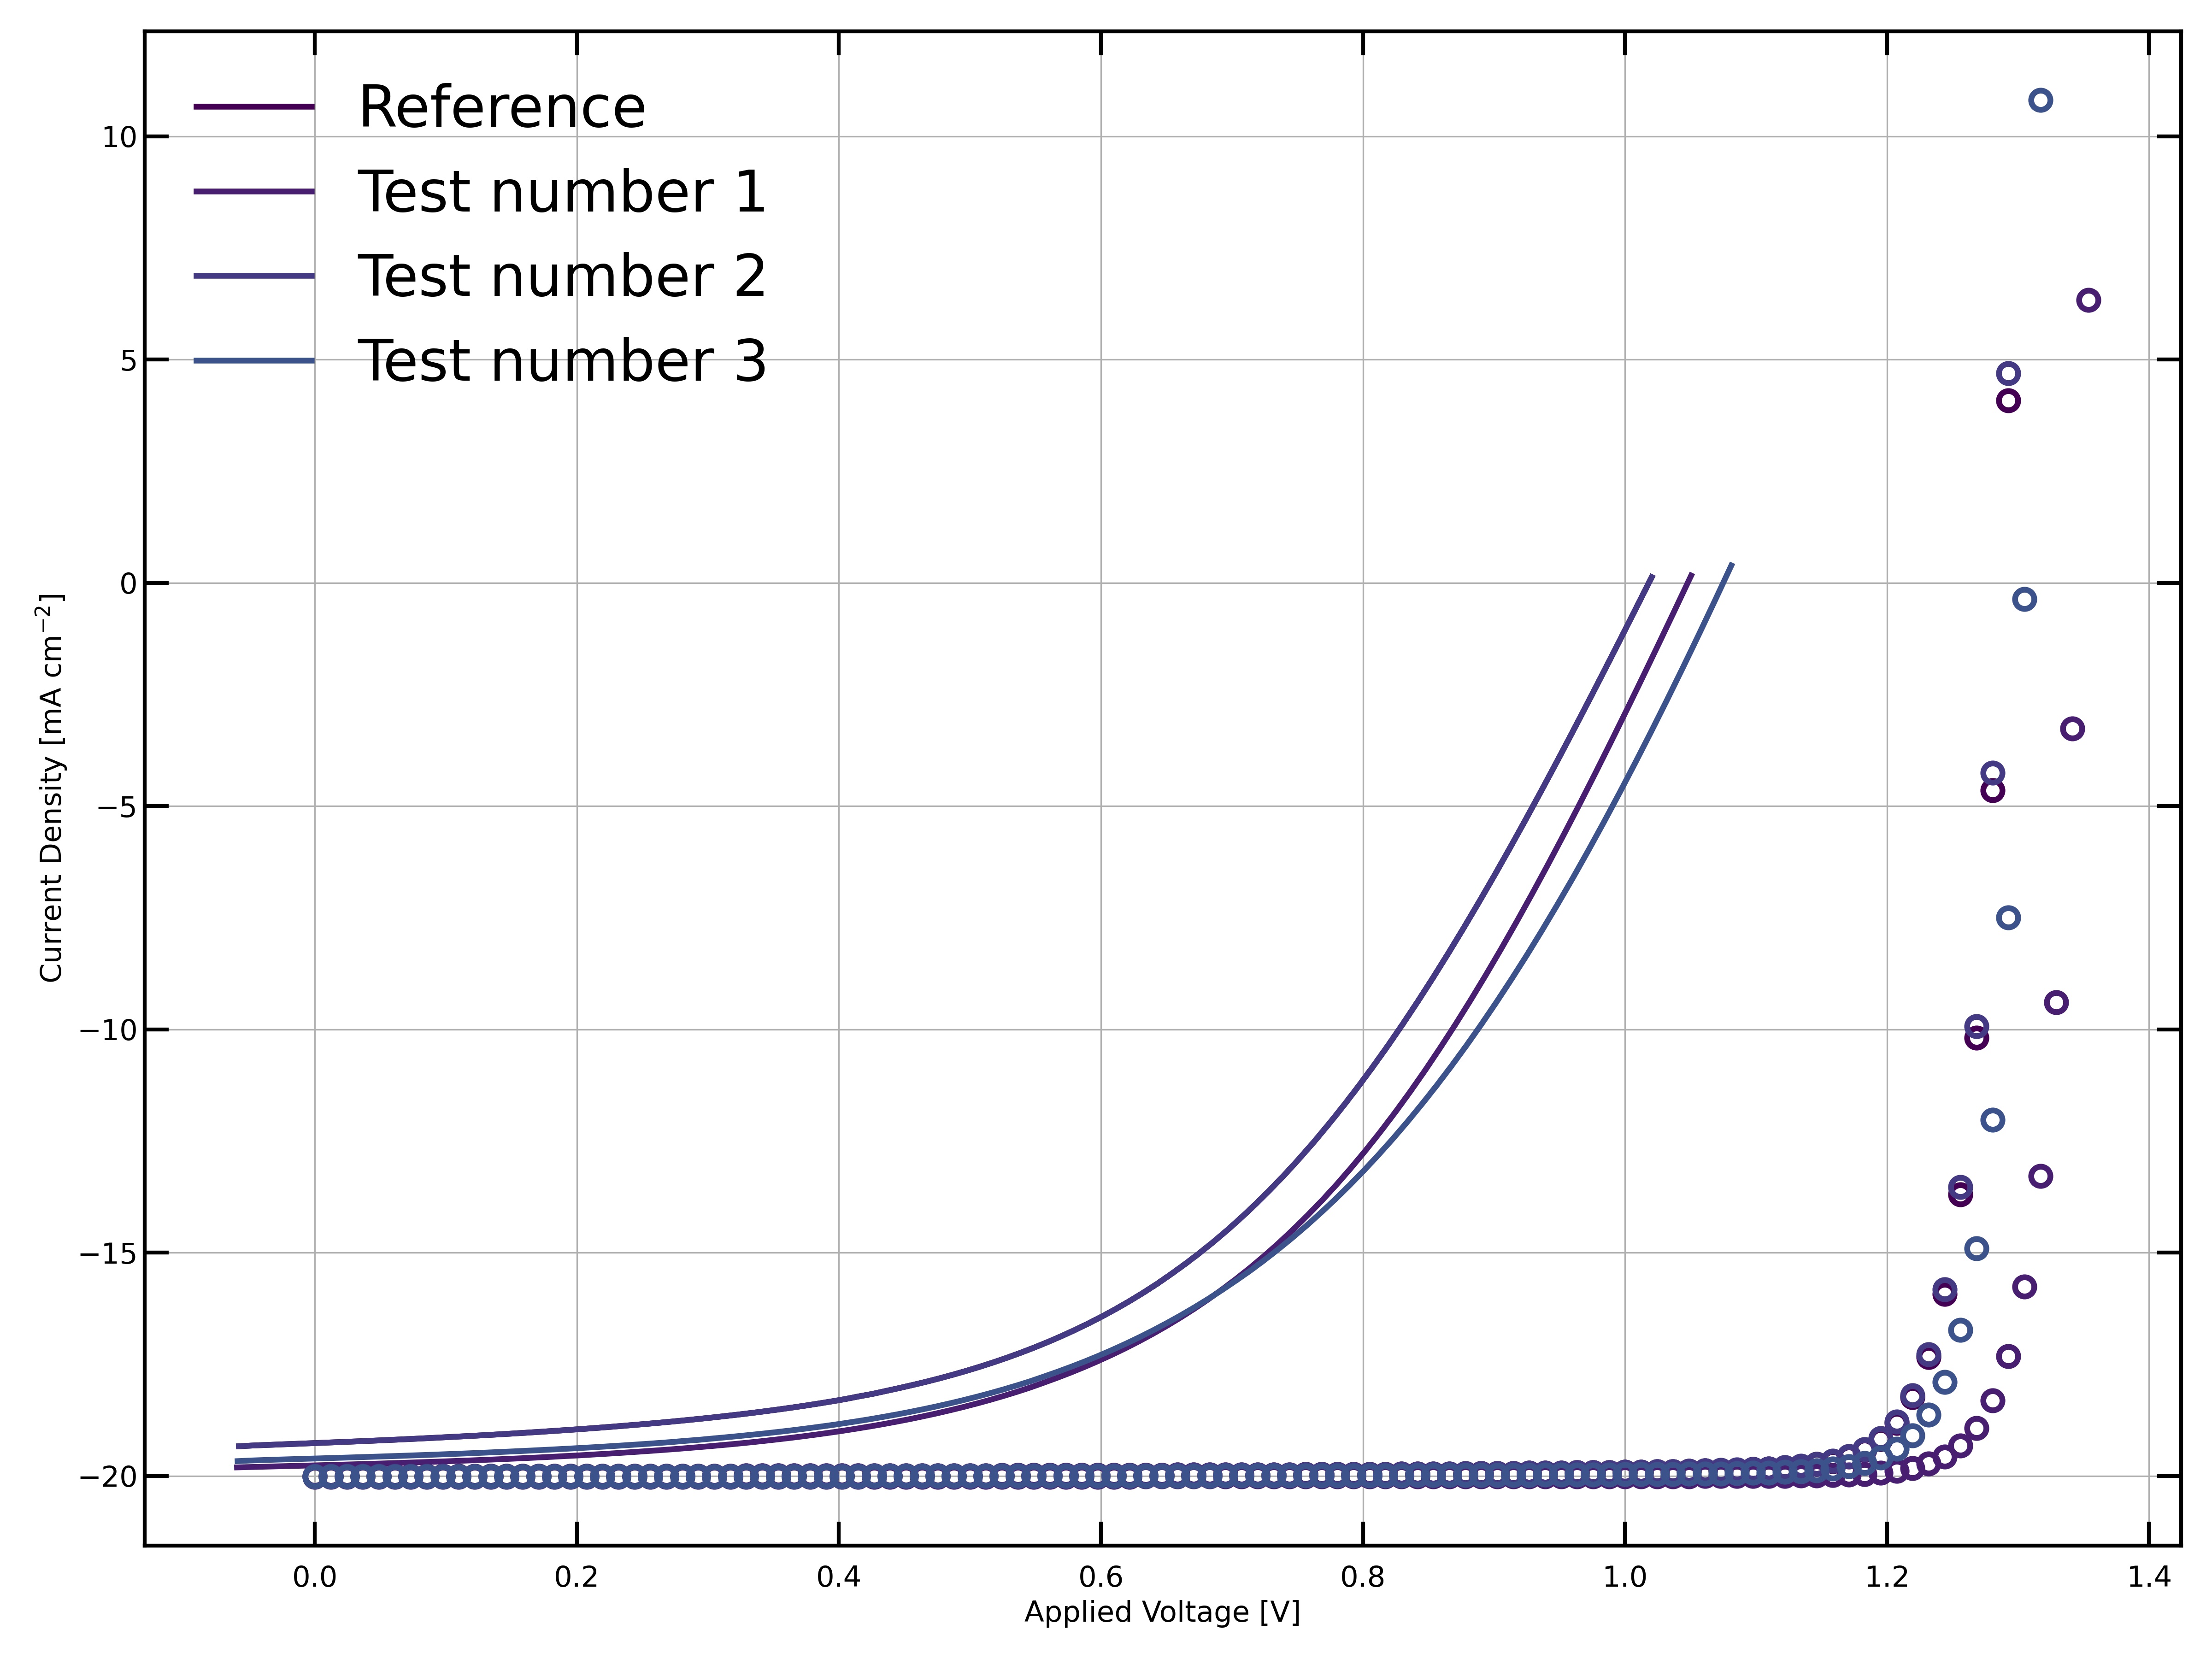 Reference
Test number 1
Test number 2
Test number 3
10
5
0
−5
−10
−15
−20
Current Density [mA cm⁻²]
0.0 0.2 0.4 0.6 0.8 1.0 1.2 1.4
Applied Voltage [V]